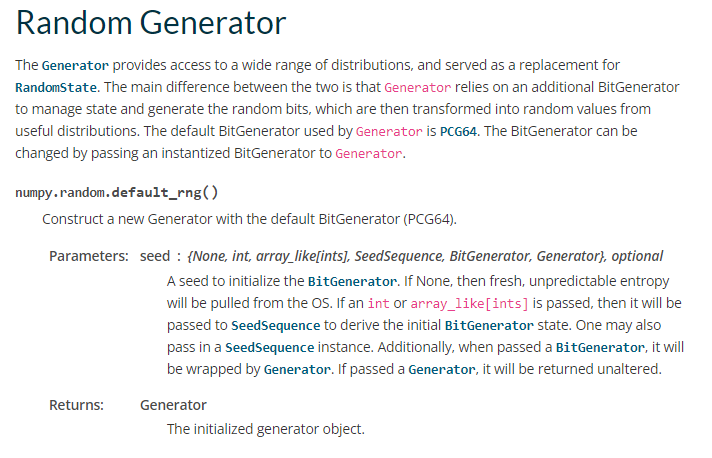 Random Generator
The Generator provides access to a wide range of distributions, and served as a replacement for
RandomState. The main difference between the two is that Generator relies on an additional BitGenerator
to manage state and generate the random bits, which are then transformed into random values from
useful distributions. The default BitGenerator used by Generator is PCG64. The BitGenerator can be
changed by passing an instantized BitGenerator to Generator.
numpy.random.default_rng()
Construct a new Generator with the default BitGenerator (PCG64).
Parameters: seed : {None, int, array_like[ints], SeedSequence, BitGenerator, Generator}, optional
A seed to initialize the BitGenerator. If None, then fresh, unpredictable entropy
will be pulled from the OS. If an int or array_like[ints] is passed, then it will be
passed to SeedSequence to derive the initial BitGenerator state. One may also
pass in a SeedSequence instance. Additionally, when passed a BitGenerator, it will
be wrapped by Generator. If passed a Generator, it will be returned unaltered.
Returns: Generator
The initialized generator object.